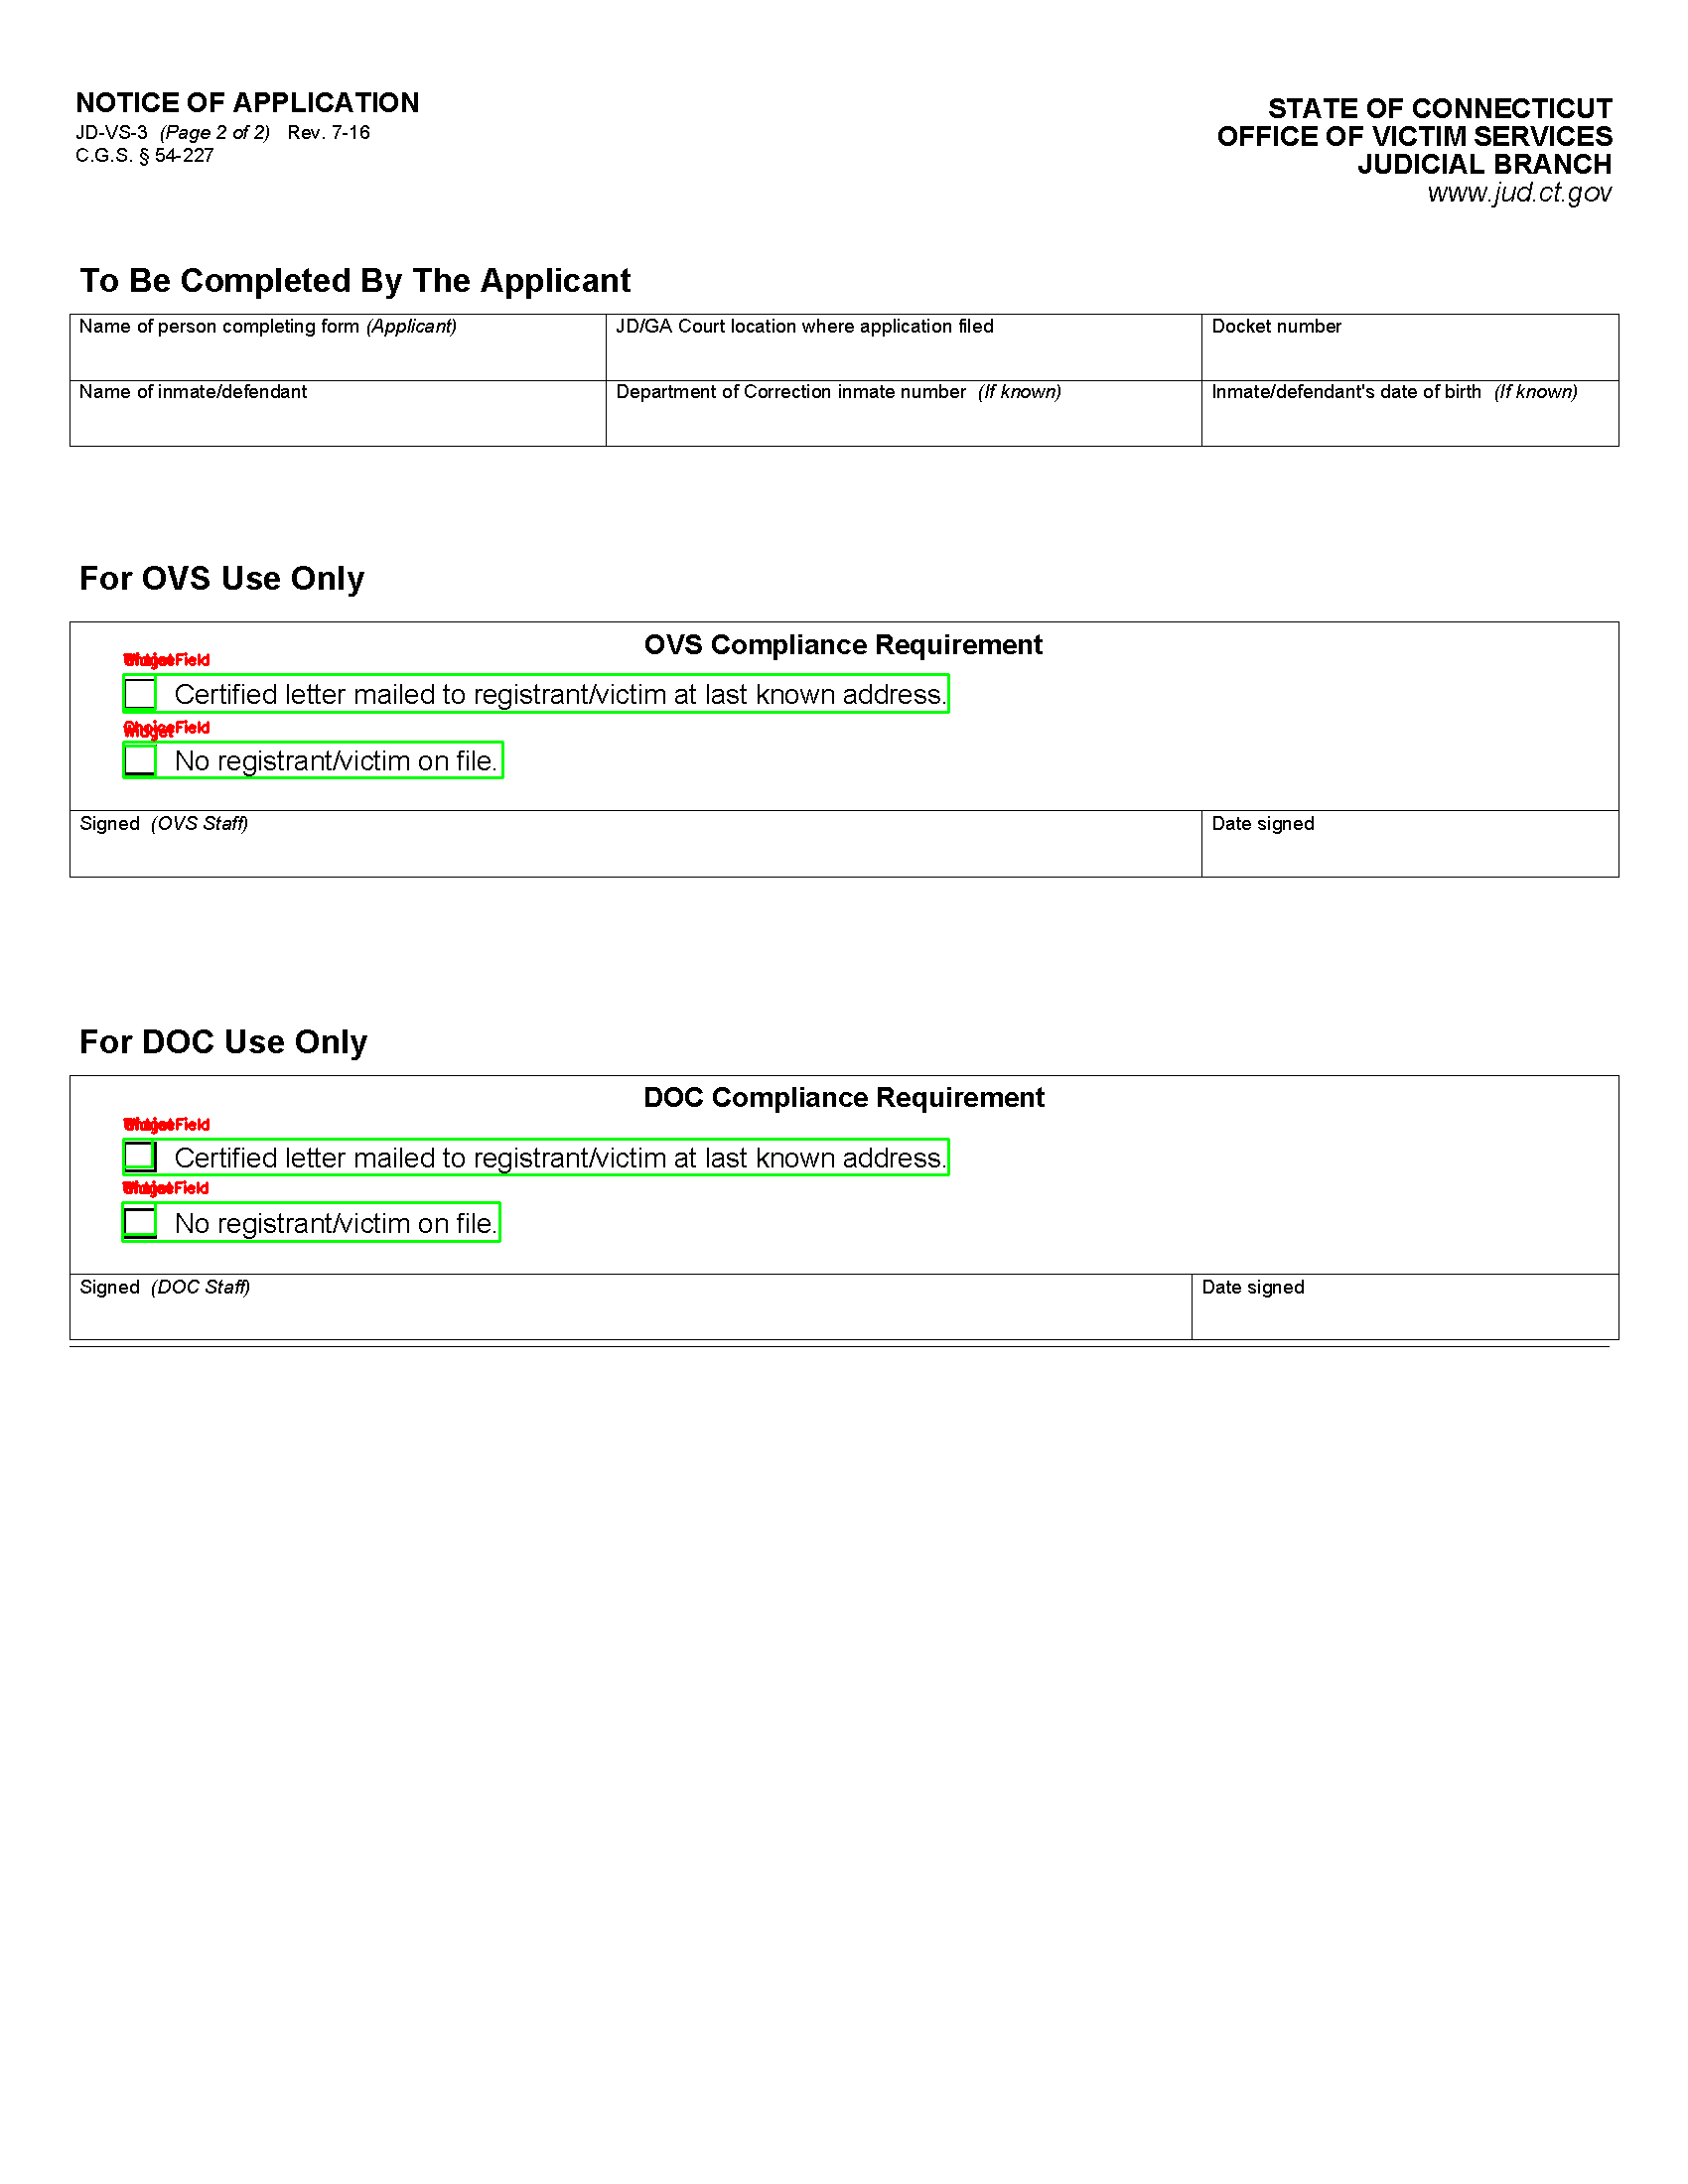 NOTICE OF APPLICATION
JD-VS-3 (Page 2 of 2) Rev. 7-16
C.G.S. § 54-227
STATE OF CONNECTICUT
OFFICE OF VICTIM SERVICES
JUDICIAL BRANCH
www.jud.ct.gov
To Be Completed By The Applicant
Name of person completing form (Applicant)
JD/GA Court location where application filed
Docket number
Name of inmate/defendant
Department of Correction inmate number (If known)
Inmate/defendant's date of birth (If known)
For OVS Use Only
OVS Compliance Requirement
Field
Certified letter mailed to registrant/victim at last known address.
ChoiceField
Widget
No registrant/victim on file.
Signed (OVS Staff)
Date signed
For DOC Use Only
DOC Compliance Requirement
Field
Certified letter mailed to registrant/victim at last known address.
Field
No registrant/victim on file.
Signed (DOC Staff)
Date signed